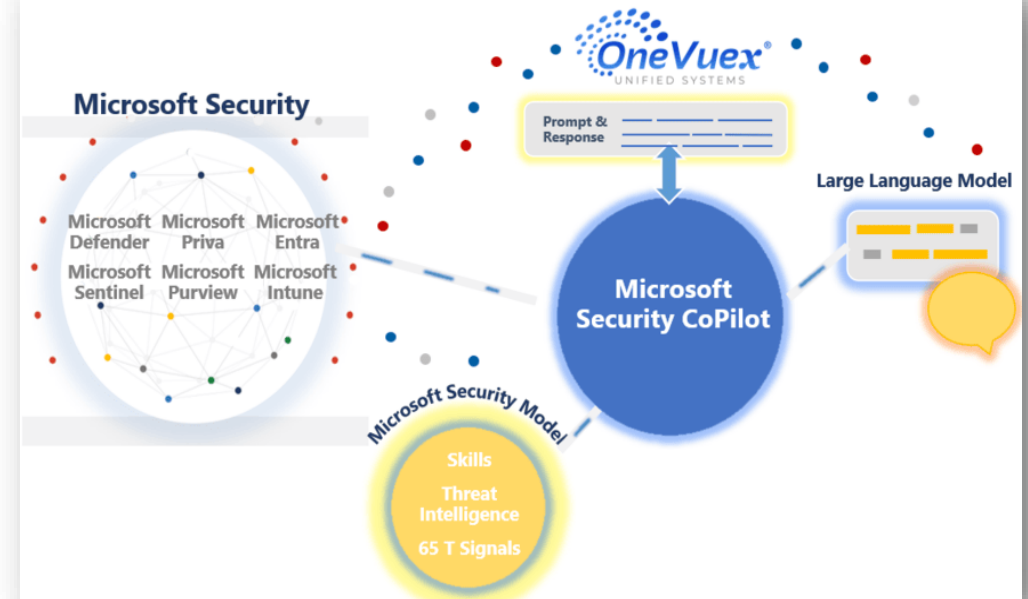 OneVuex®
UNIFIED SYSTEMS
Microsoft Security
Prompt &
Response
Large Language Model
Microsoft Microsoft Microsoft
Defender Priva Entra
Microsoft Microsoft Microsoft
Sentinel Purview Intune
Microsoft
Security CoPilot
Microsoft Security Model
Skills
Threat
Intelligence
65 T Signals